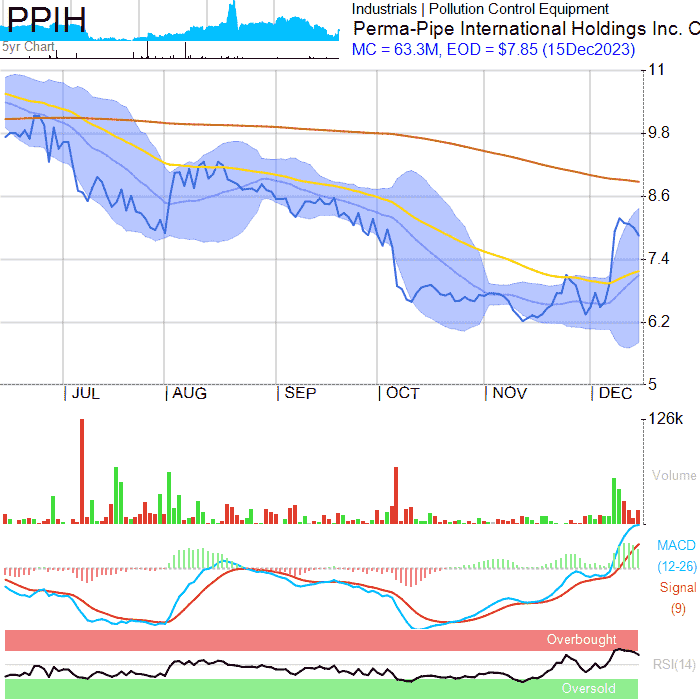 PPIH
5yr Chart
Industrials | Pollution Control Equipment
Perma-Pipe International Holdings Inc. C
MC = 63.3M, EOD = $7.85 (15Dec2023)
11
9.8
8.6
7.4
6.2
5
JUL
AUG
SEP
OCT
NOV
DEC
126k
Volume
MACD
(12-26)
Signal
(9)
Overbought
RSI(14)
Oversold